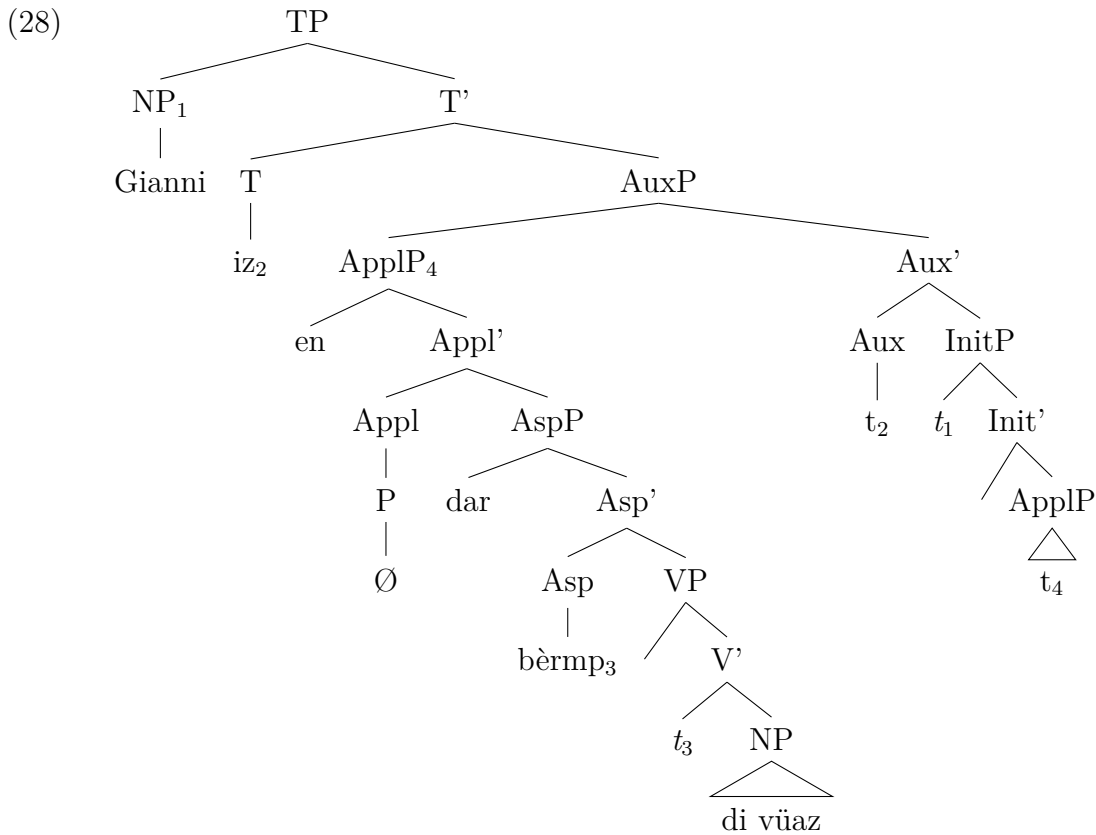 (28) TP
NP₁ T’
Gianni T AuxP
iz₂ ApplP₄ Aux’
en Appl’ Aux InitP
Appl AspP t₂ t₁ Init’
P dar Asp’ ApplP
Ø Asp VP t₄
bèrmp₃ V’
t₃ NP
di vüaz